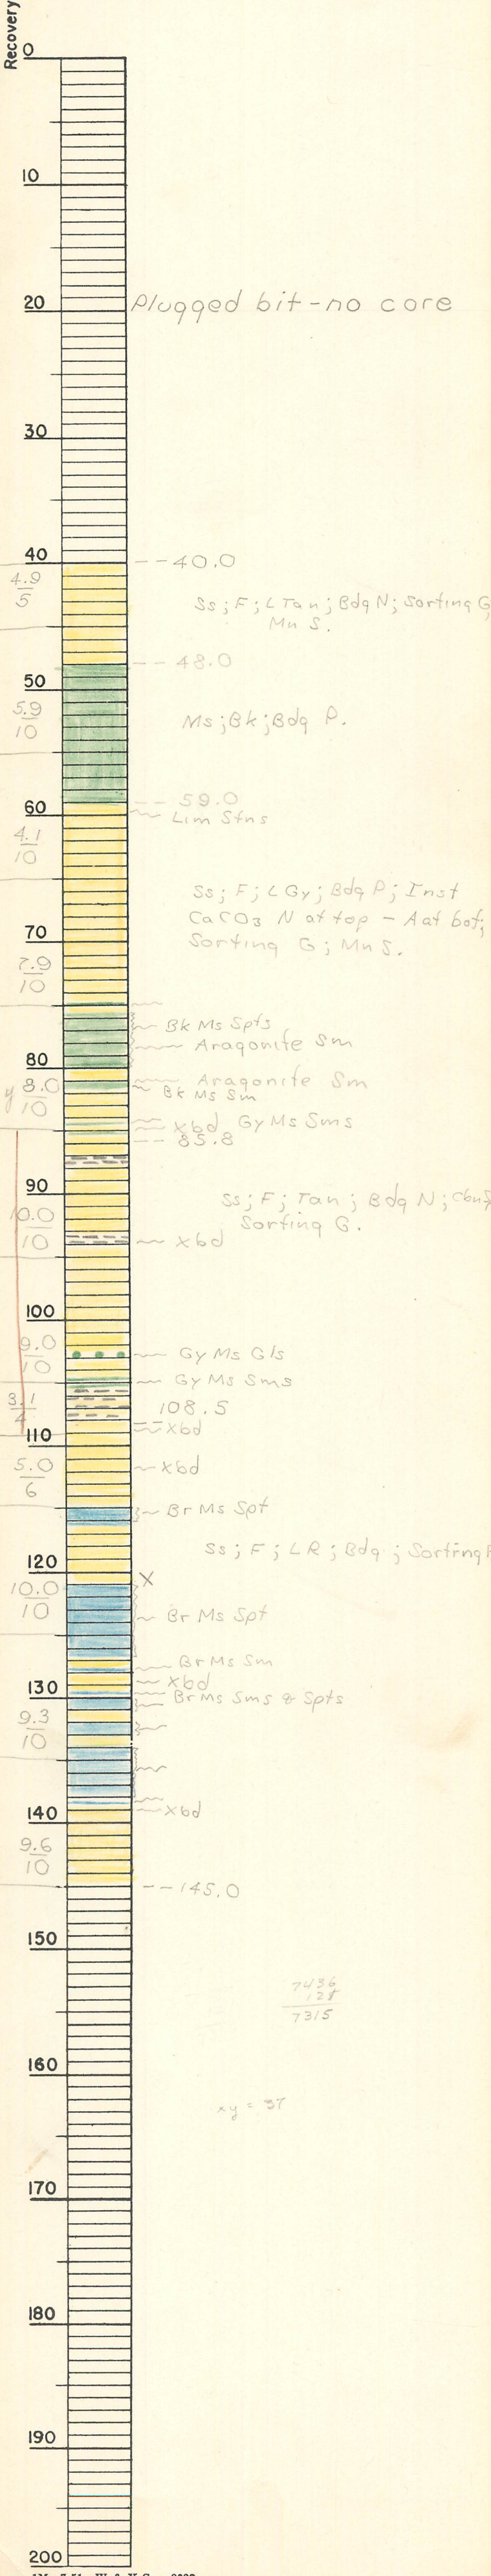 Recovery
0
10
20
Plugged bit - no core
30
40
-- 40.0
4.9
5
Ss; F; L Tan; Bdg N; Sorting G
Mn S.
-- 48.0
50
5.9
10
Ms; Bk; Bdg P.
-- 59.0
60
Lim Stns
4.1
10
Ss; F; L Gy; Bdg P; Inst
CaCO3 N at top - A at bot;
Sorting G; Mn S.
70
7.9
10
Bk Ms Spts
Aragonite Sm
80
y 8.0
10
Aragonite Sm
Bk Ms Sm
Xbd Gy Ms Sms
-- 85.8
90
Ss; F; Tan; Bdg N;
Sorting G.
10.0
10
Xbd
100
9.0
10
Gy Ms Gls
Gy Ms Sms
3.1
4
108.5
Xbd
110
5.0
6
Xbd
Br Ms Spt
Ss; F; LR; Bdg ; Sorting
120
X
10.0
10
Br Ms Spt
Br Ms Sm
Xbd
130
Br Ms Sms & Spts
9.3
10
140
Xbd
9.6
10
-- 145.0
150
7436
7315
160
xy = 37
170
180
190
200